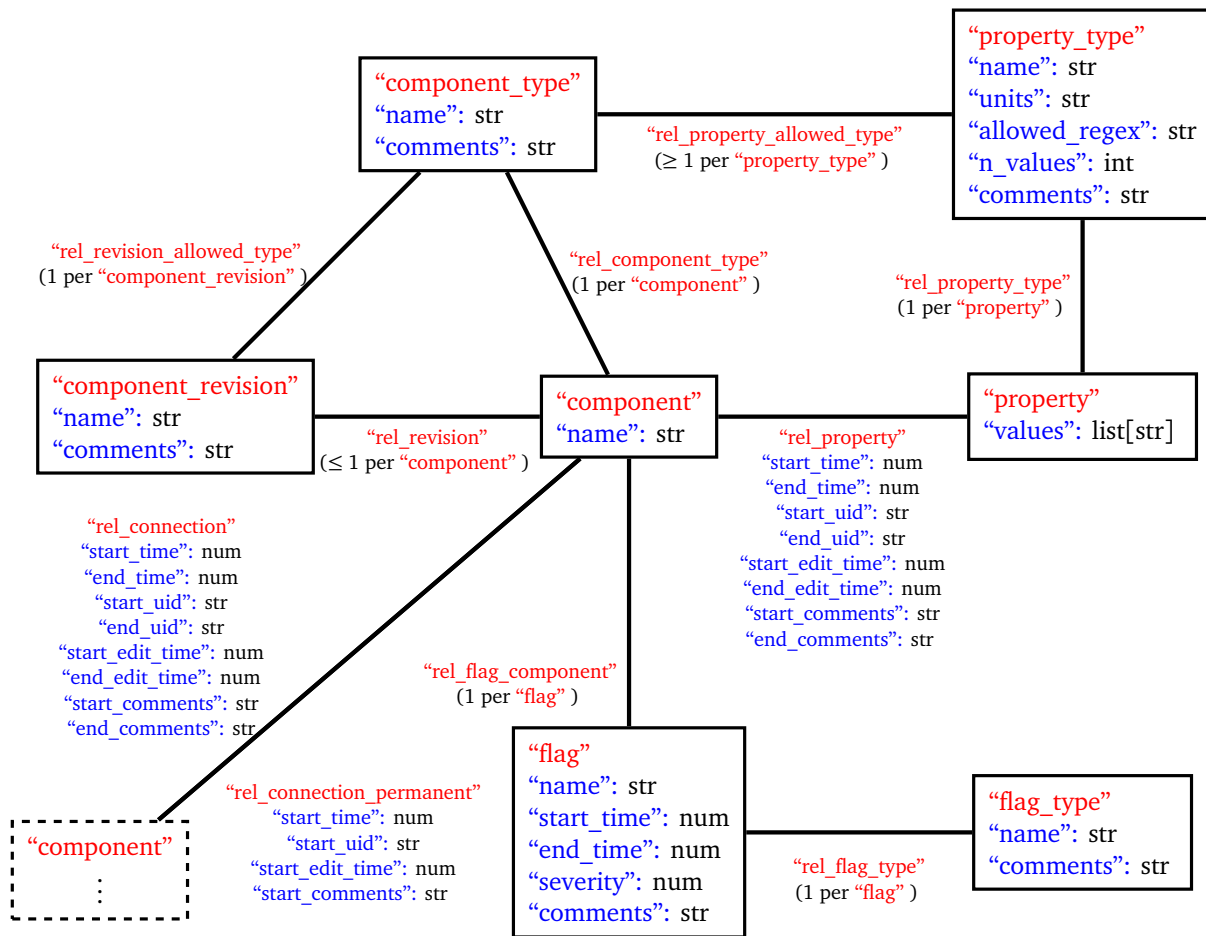 “property_type”
“name”: str
“units”: str
“allowed_regex”: str
“n_values”: int
“comments”: str
“component_type”
“name”: str
“comments”: str
“rel_property_allowed_type”
(≥ 1 per “property_type” )
“rel_revision_allowed_type”
(1 per “component_revision” )
“rel_component_type”
(1 per “component” )
“rel_property_type”
(1 per “property” )
“component_revision”
“name”: str
“comments”: str
“rel_revision”
(≤ 1 per “component” )
“component”
“name”: str
“property”
“values”: list[str]
“rel_property”
“start_time”: num
“end_time”: num
“start_uid”: str
“end_uid”: str
“start_edit_time”: num
“end_edit_time”: num
“start_comments”: str
“end_comments”: str
“rel_connection”
“start_time”: num
“end_time”: num
“start_uid”: str
“end_uid”: str
“start_edit_time”: num
“end_edit_time”: num
“start_comments”: str
“end_comments”: str
“rel_flag_component”
(1 per “flag” )
“rel_connection_permanent”
“start_time”: num
“start_uid”: str
“start_edit_time”: num
“start_comments”: str
“component”
⋮
“flag”
“name”: str
“start_time”: num
“end_time”: num
“severity”: num
“comments”: str
“rel_flag_type”
(1 per “flag” )
“flag_type”
“name”: str
“comments”: str